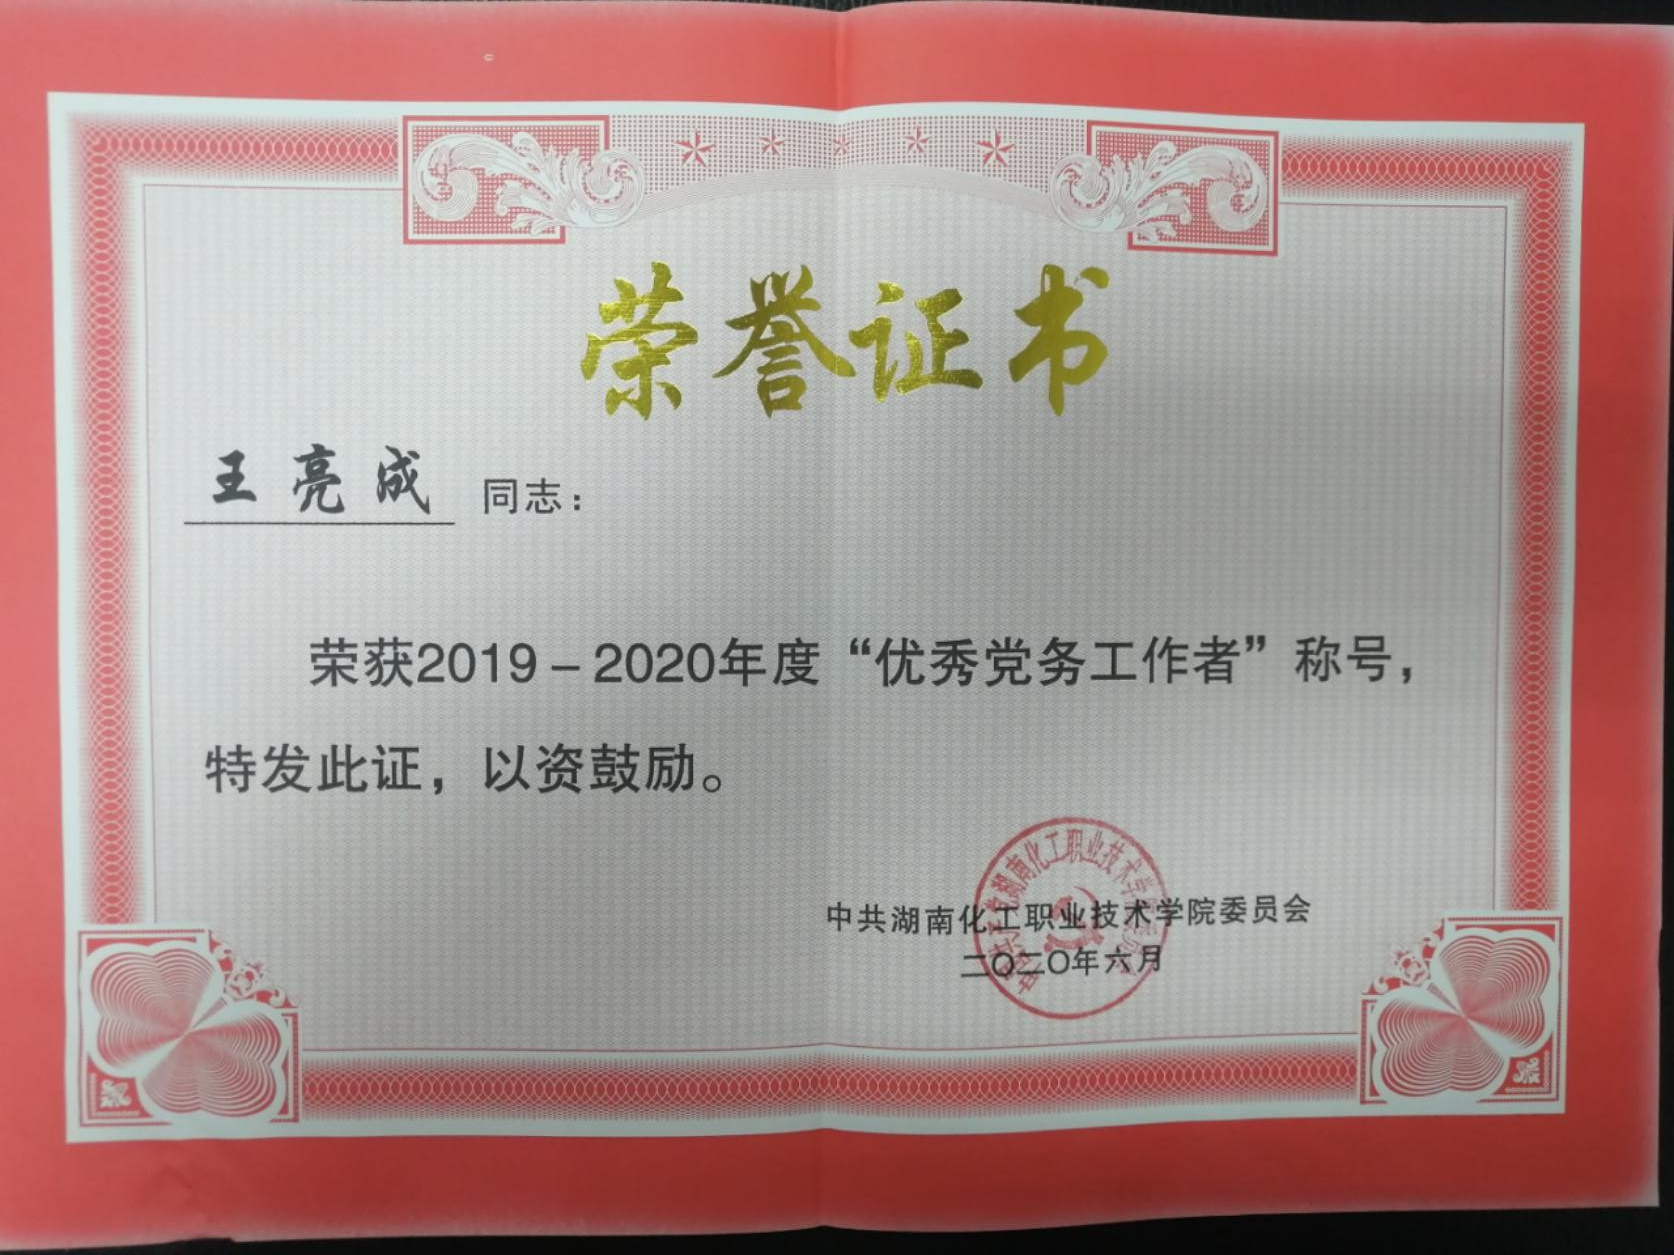 荣誉证书
王亮成 同志：
荣获2019－2020年度“优秀党务工作者”称号，
特发此证，以资鼓励。
中共湖南化工职业技术学院委员会
二〇二〇年六月